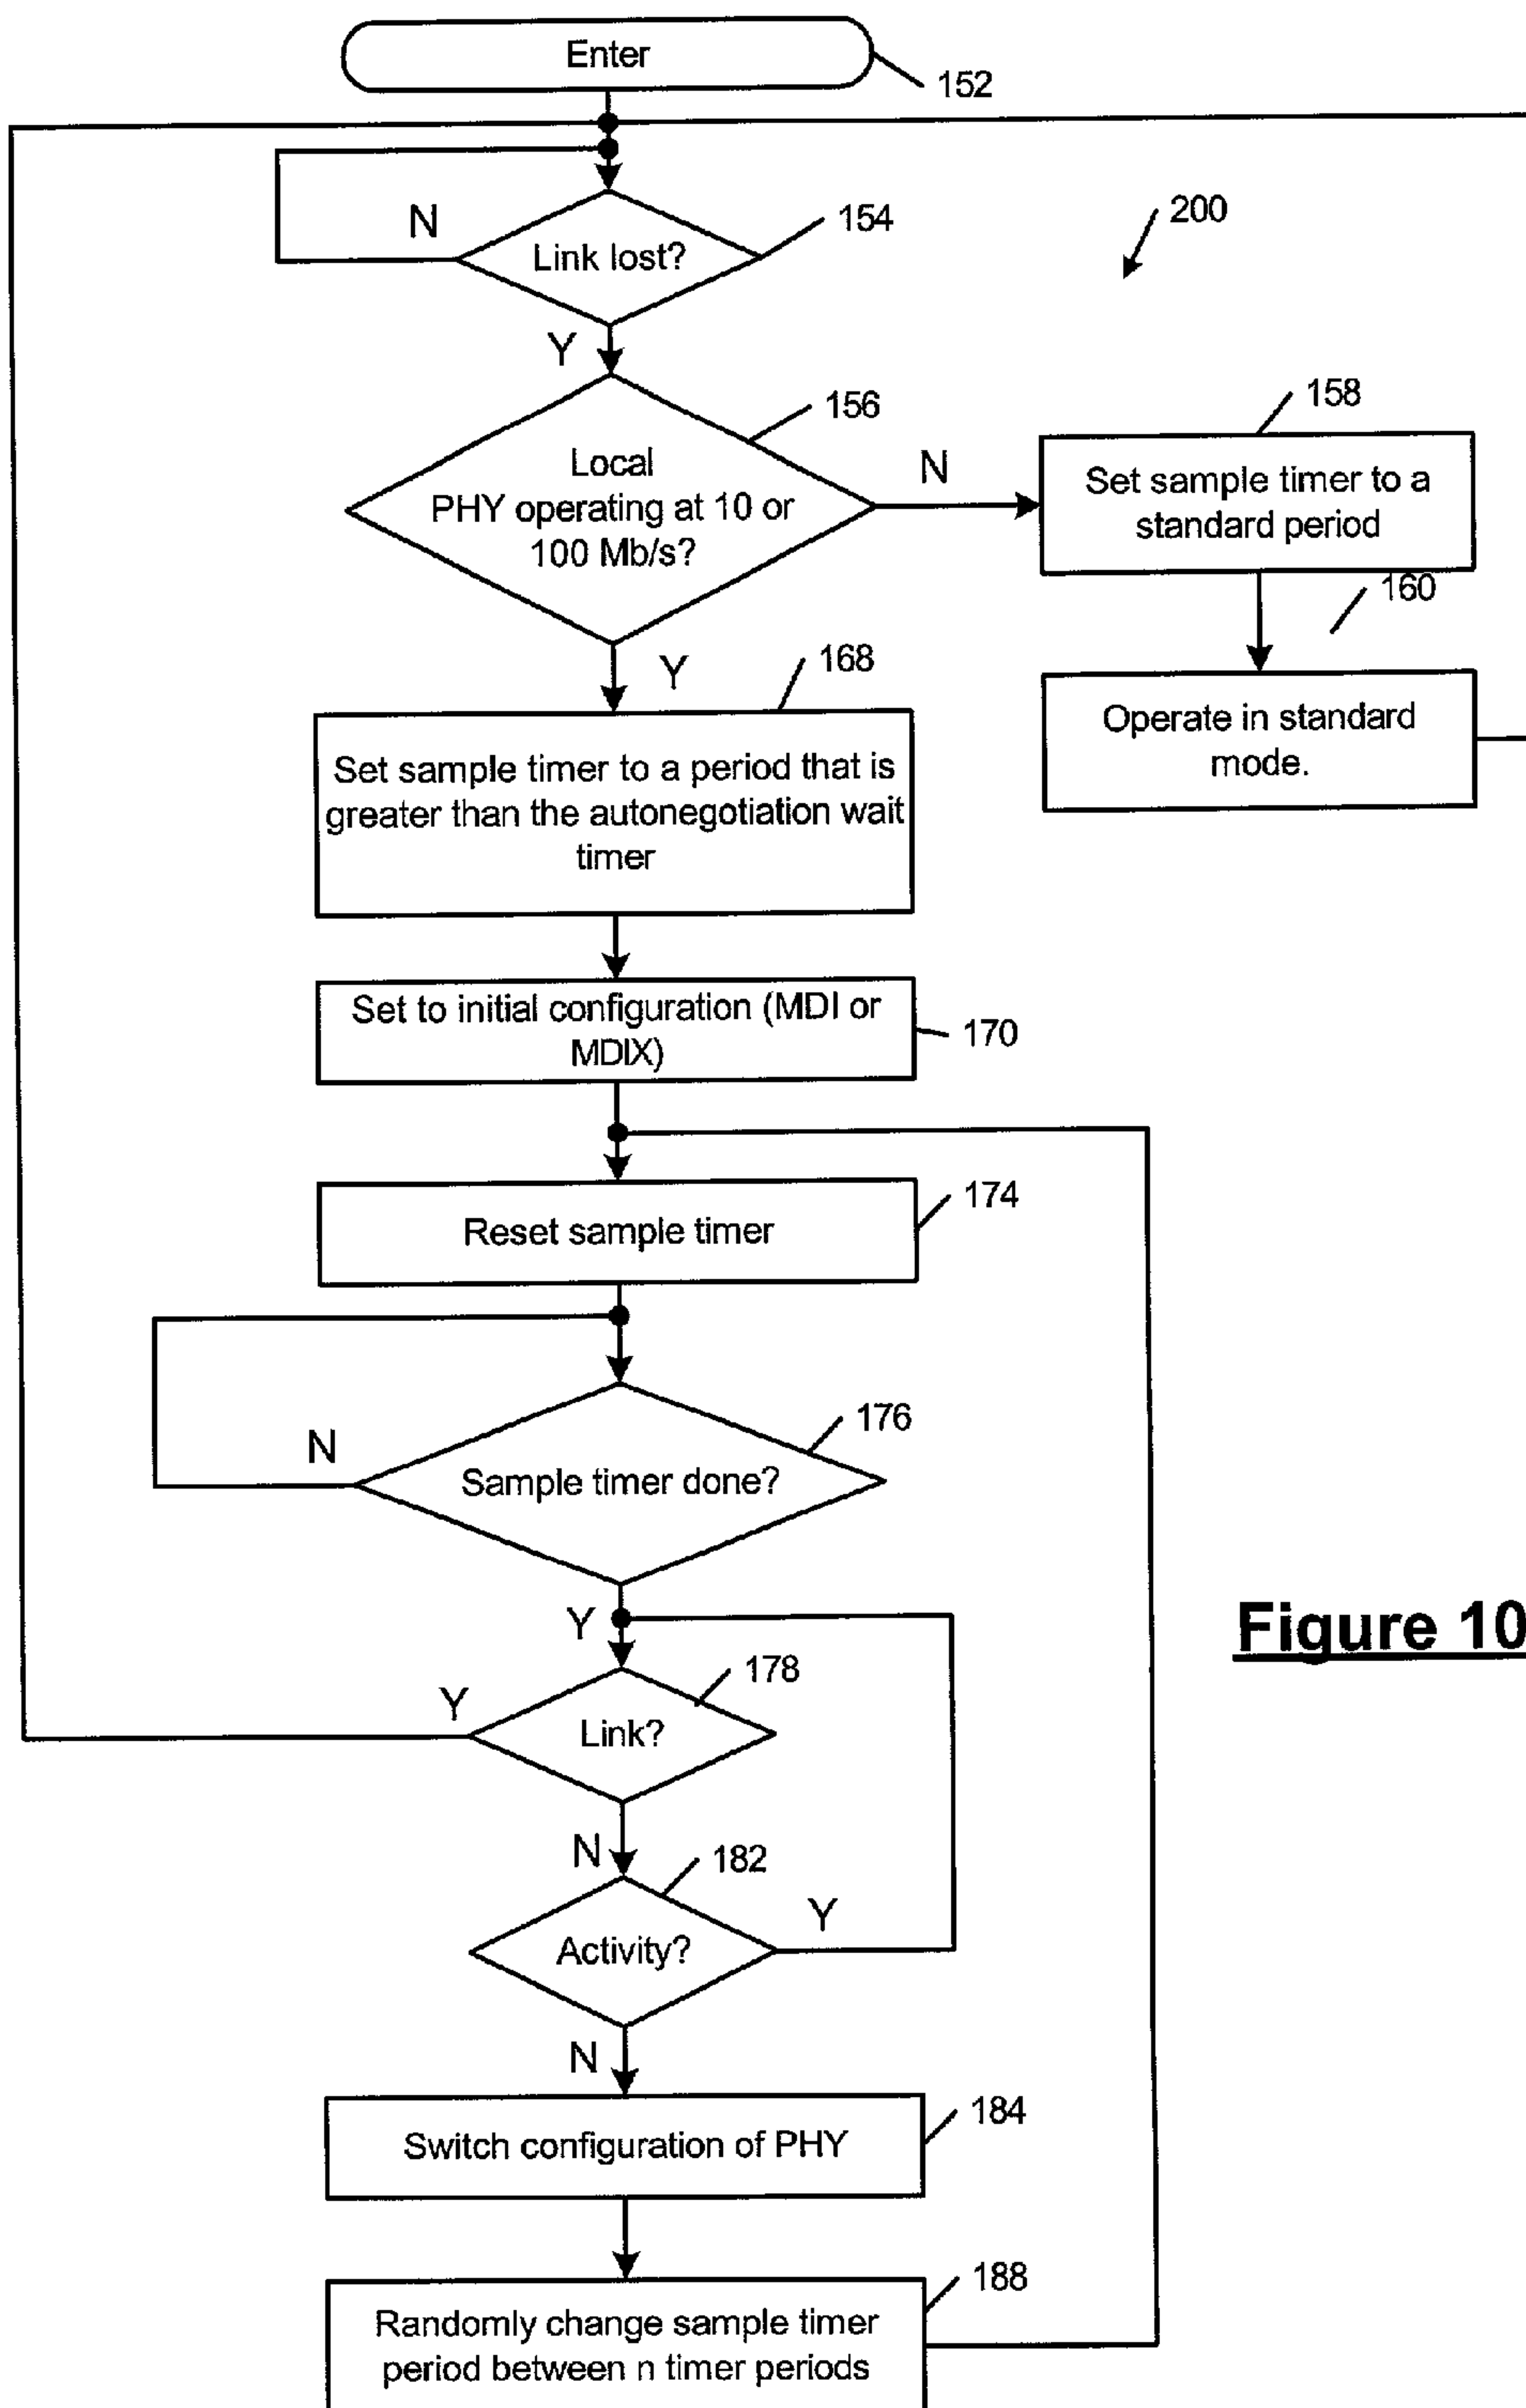 Enter
152
N
Link lost?
154
200
Y
156
158
Local
PHY operating at 10 or
100 Mb/s?
N
Set sample timer to a
standard period
160
Y
168
Operate in standard
mode.
Set sample timer to a period that is
greater than the autonegotiation wait
timer
Set to initial configuration (MDI or
MDIX)
170
174
Reset sample timer
176
N
Sample timer done?
Y
Figure 10
178
Y
Link?
N
182
Y
Activity?
N
184
Switch configuration of PHY
188
Randomly change sample timer
period between n timer periods